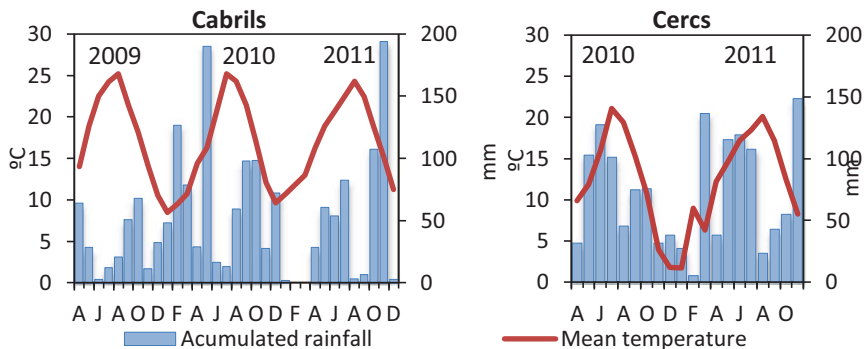 Cabrils
Cercs
30 200
25 150
20
15 100
10
5 50
0 0
ºC mm
2009 2010 2011
A J A O D F A J A O D F A J A O D
30 200
25 150
20
15 100
10
5 50
0 0
ºC mm
2010 2011
A J A O D F A J A O
Acumulated rainfall Mean temperature